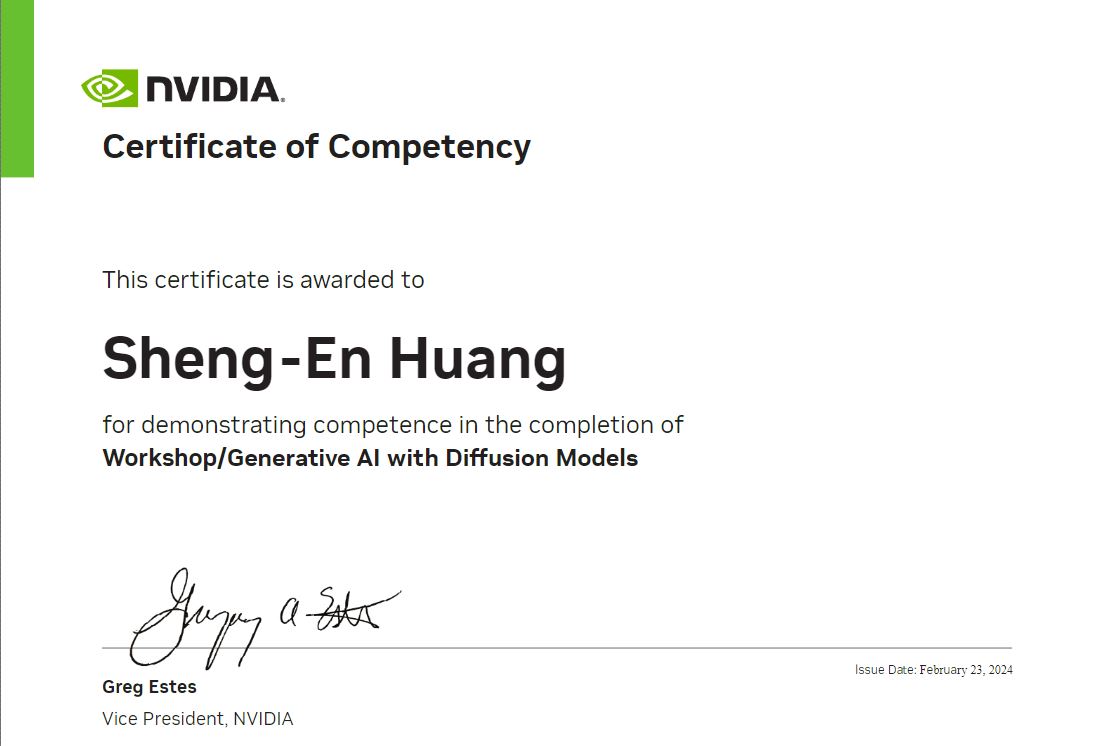 NVIDIA.
Certificate of Competency
This certificate is awarded to
Sheng-En Huang
for demonstrating competence in the completion of
Workshop/Generative AI with Diffusion Models
Gregory A Estes
Issue Date: February 23, 2024
Greg Estes
Vice President, NVIDIA